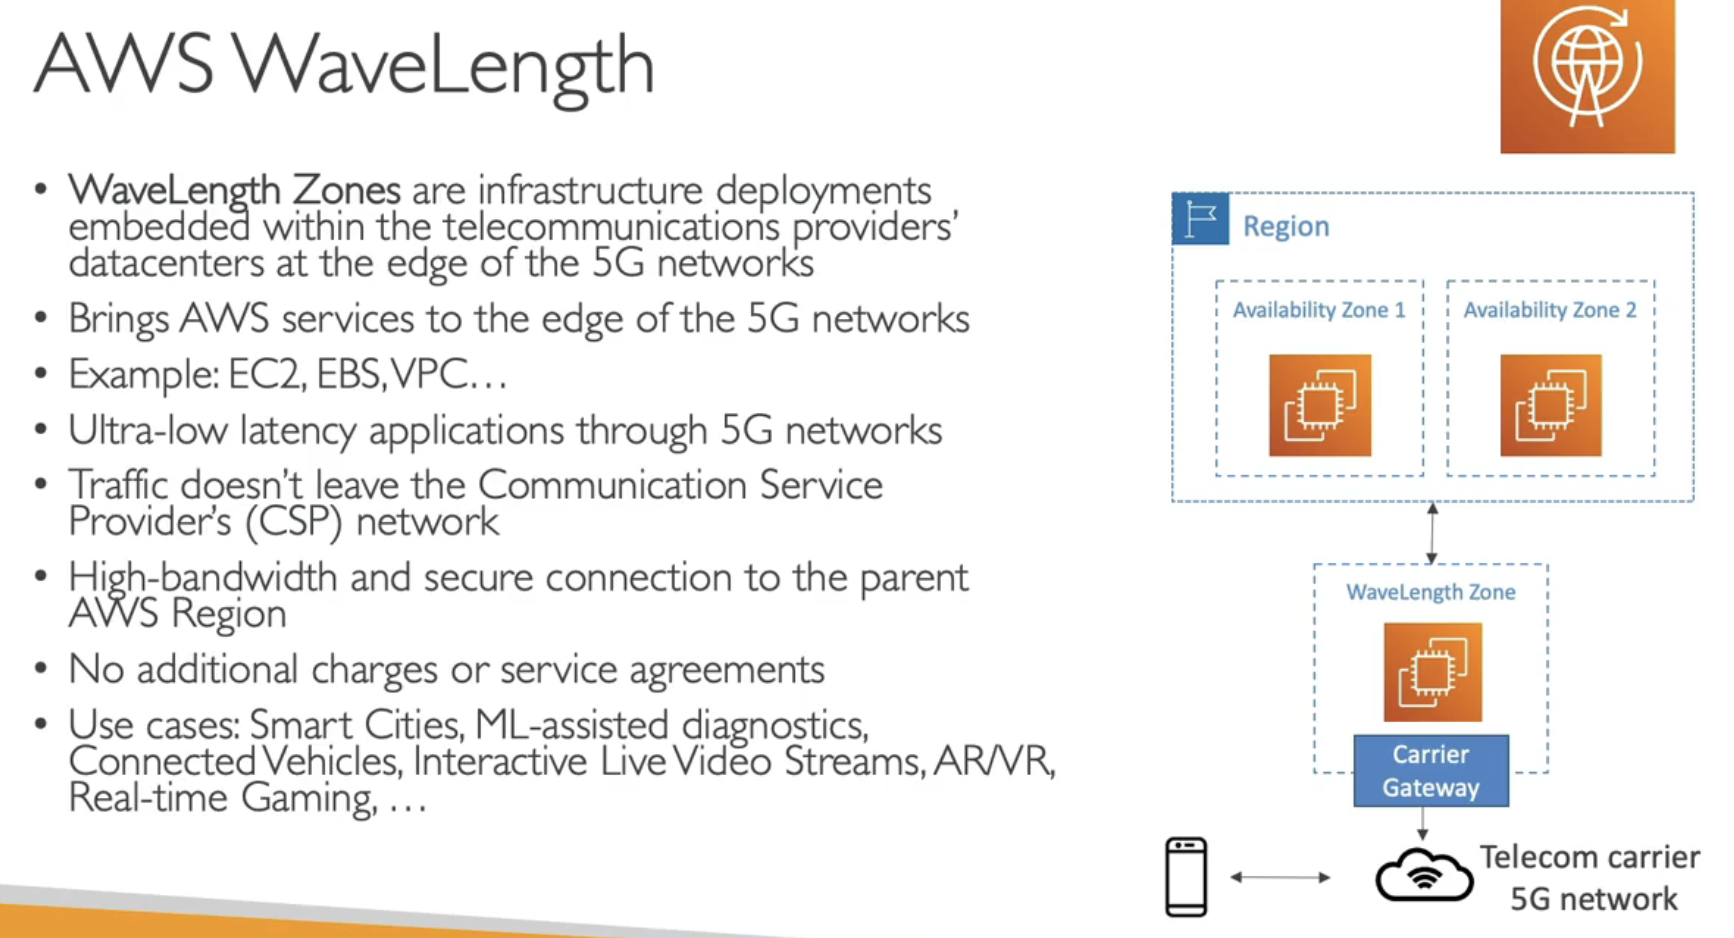 AWS WaveLength
• WaveLength Zones are infrastructure deployments
embedded within the telecommunications providers’
datacenters at the edge of the 5G networks
• Brings AWS services to the edge of the 5G networks
• Example: EC2, EBS, VPC…
• Ultra-low latency applications through 5G networks
• Traffic doesn’t leave the Communication Service
Provider’s (CSP) network
• High-bandwidth and secure connection to the parent
AWS Region
• No additional charges or service agreements
• Use cases: Smart Cities, ML-assisted diagnostics,
Connected Vehicles, Interactive Live Video Streams, AR/VR,
Real-time Gaming, …
Region
Availability Zone 1
Availability Zone 2
WaveLength Zone
Carrier
Gateway
Telecom carrier
5G network